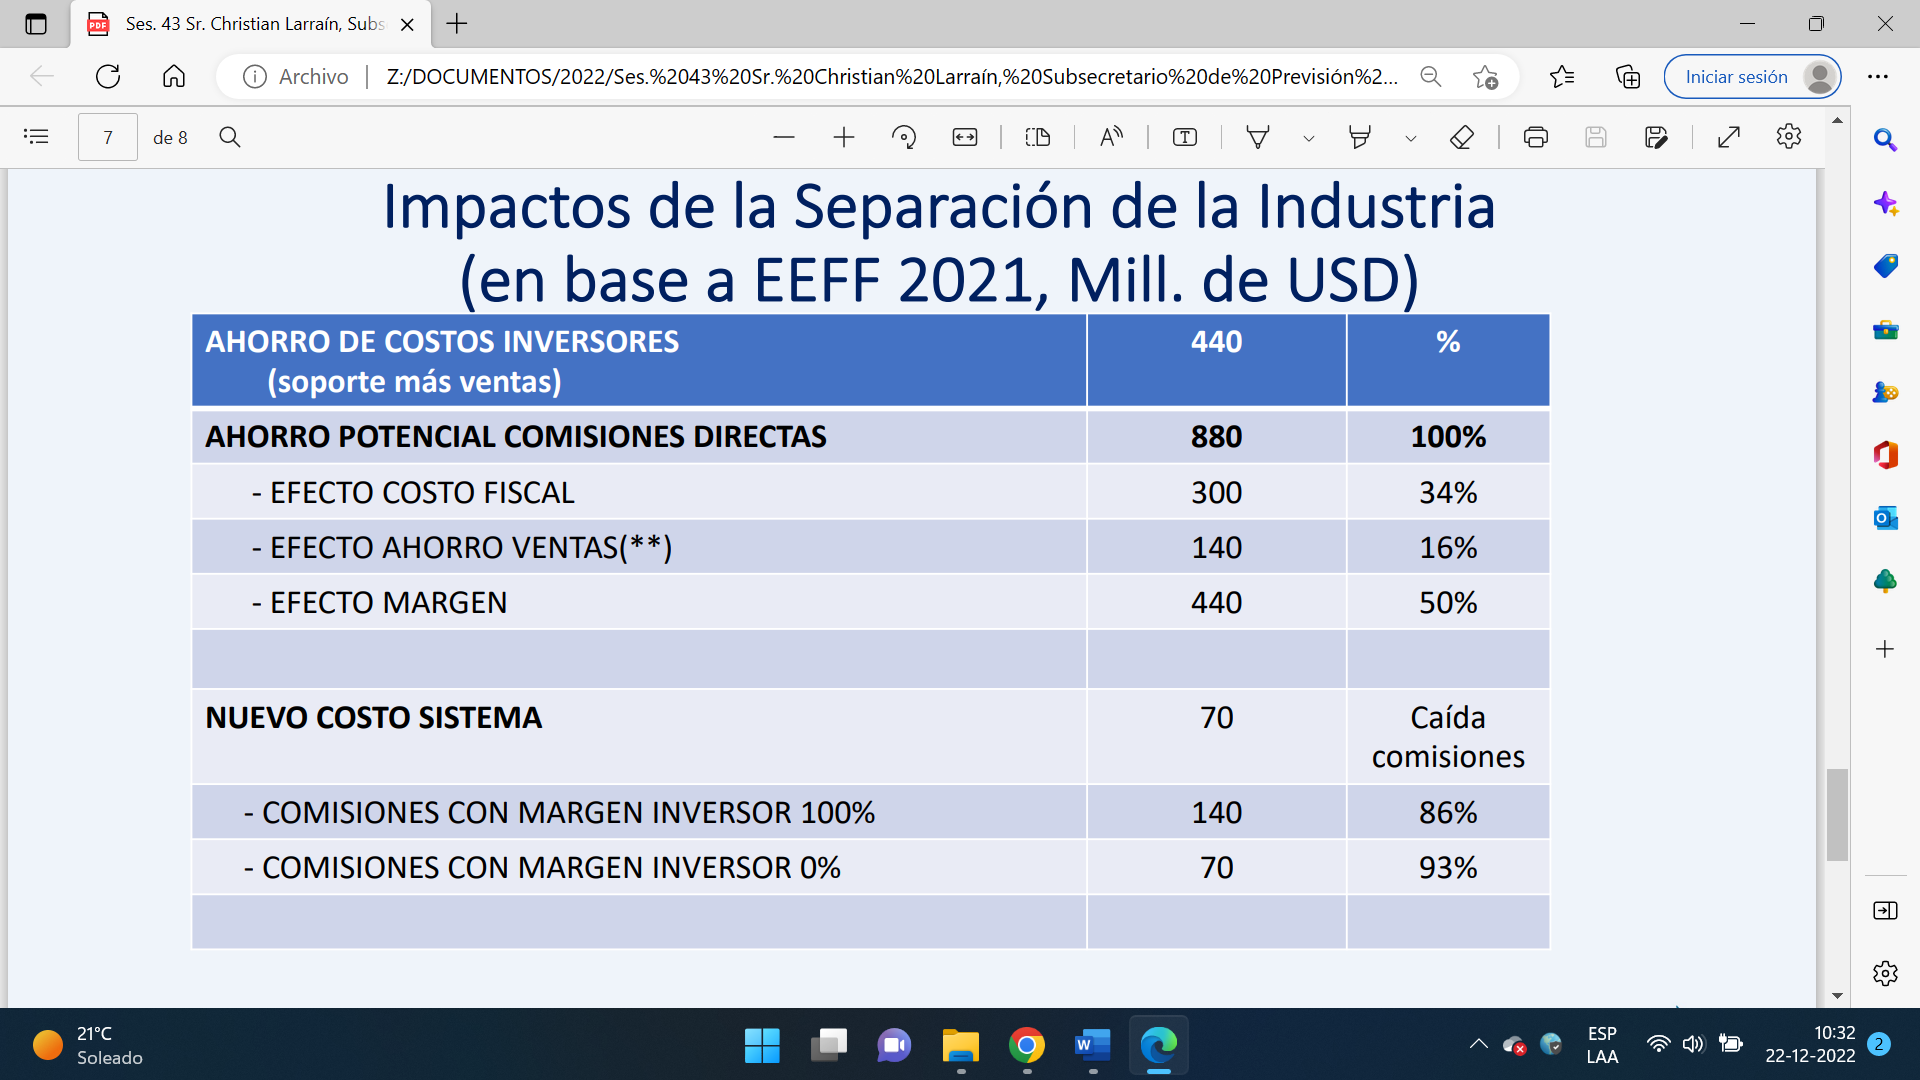 Ses. 43 Sr. Christian Larraín, Subs
Archivo
Z:/DOCUMENTOS/2022/Ses.%2043%20Sr.%20Christian%20Larraín,%20Subsecretario%20de%20Previsión%2...
Iniciar sesión
7
de 8
Impactos de la Separación de la Industria
(en base a EEFF 2021, Mill. de USD)
AHORRO DE COSTOS INVERSORES 440 %
(soporte más ventas)
AHORRO POTENCIAL COMISIONES DIRECTAS 880 100%
- EFECTO COSTO FISCAL 300 34%
- EFECTO AHORRO VENTAS(**) 140 16%
- EFECTO MARGEN 440 50%
NUEVO COSTO SISTEMA 70 Caída
comisiones
- COMISIONES CON MARGEN INVERSOR 100% 140 86%
- COMISIONES CON MARGEN INVERSOR 0% 70 93%
21°C
Soleado
ESP
LAA
10:32
22-12-2022
2